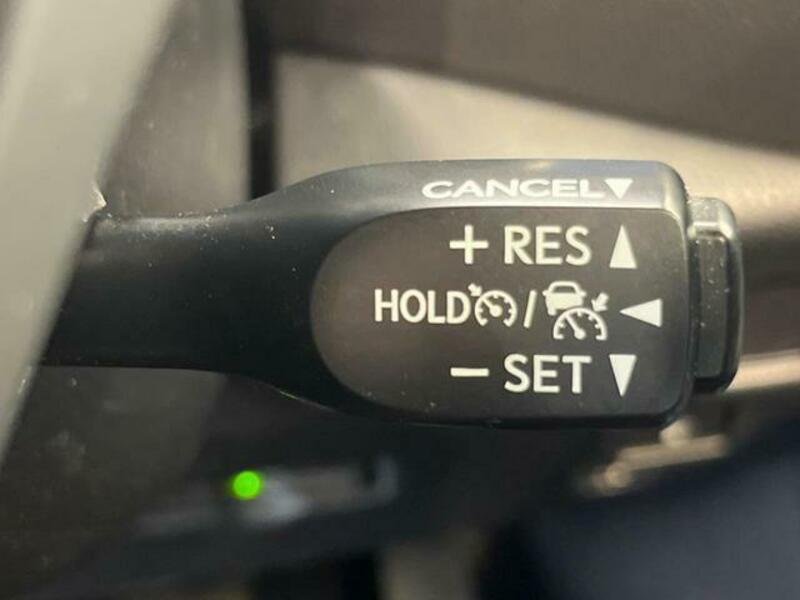 CANCEL
+ RES
HOLD /
− SET